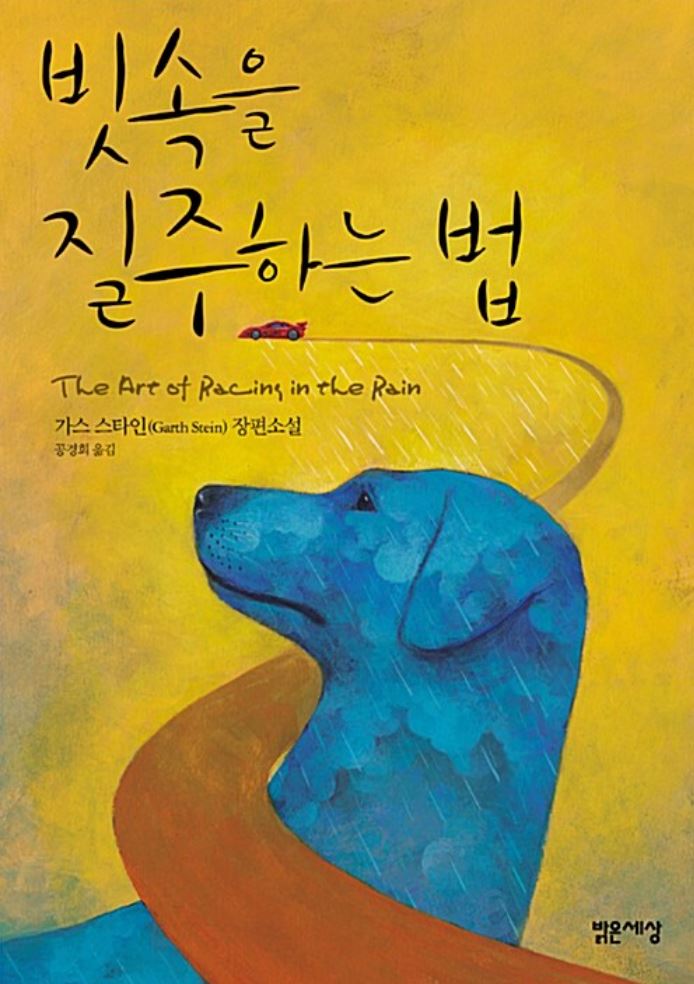 빗속을
질주하는 법
The Art of Racing in the Rain
가스 스타인(Garth Stein) 장편소설
공경희 옮김
밝은세상